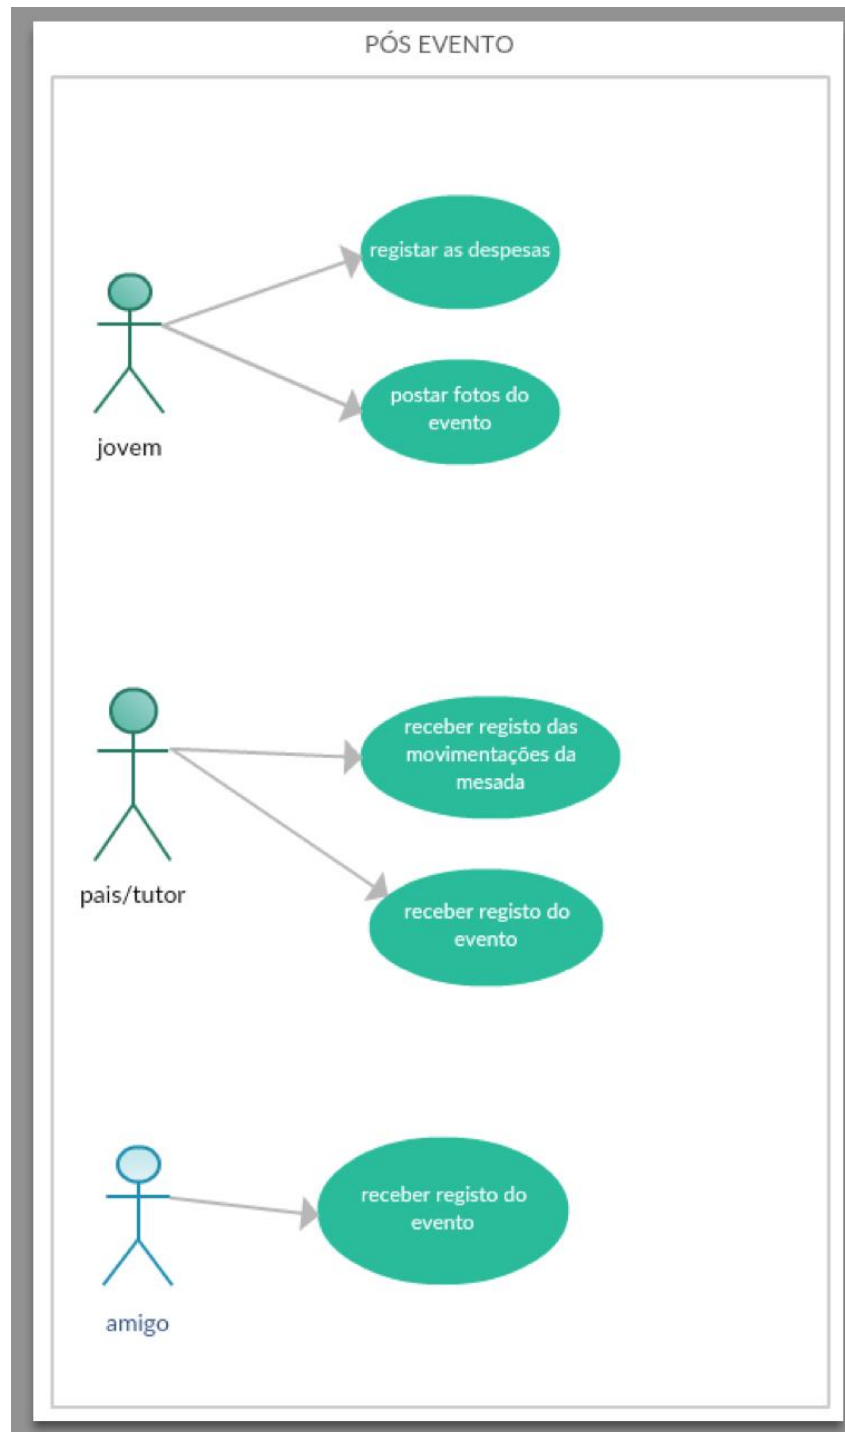 PÓS EVENTO
registar as despesas
postar fotos do
evento
jovem
receber registo das
movimentações da
mesada
receber registo do
evento
pais/tutor
receber registo do
evento
amigo